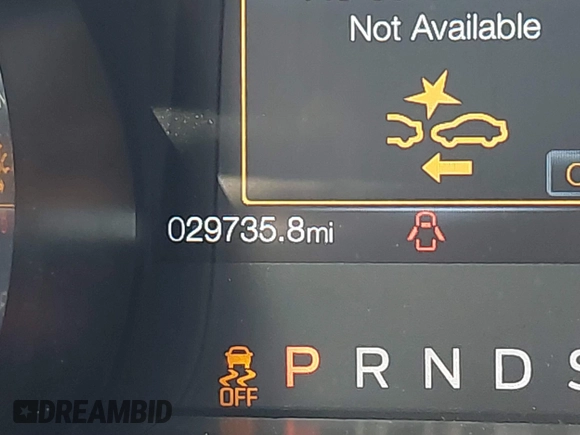 Not Available
029735.8mi
OFF P R N D S
DREAMBID